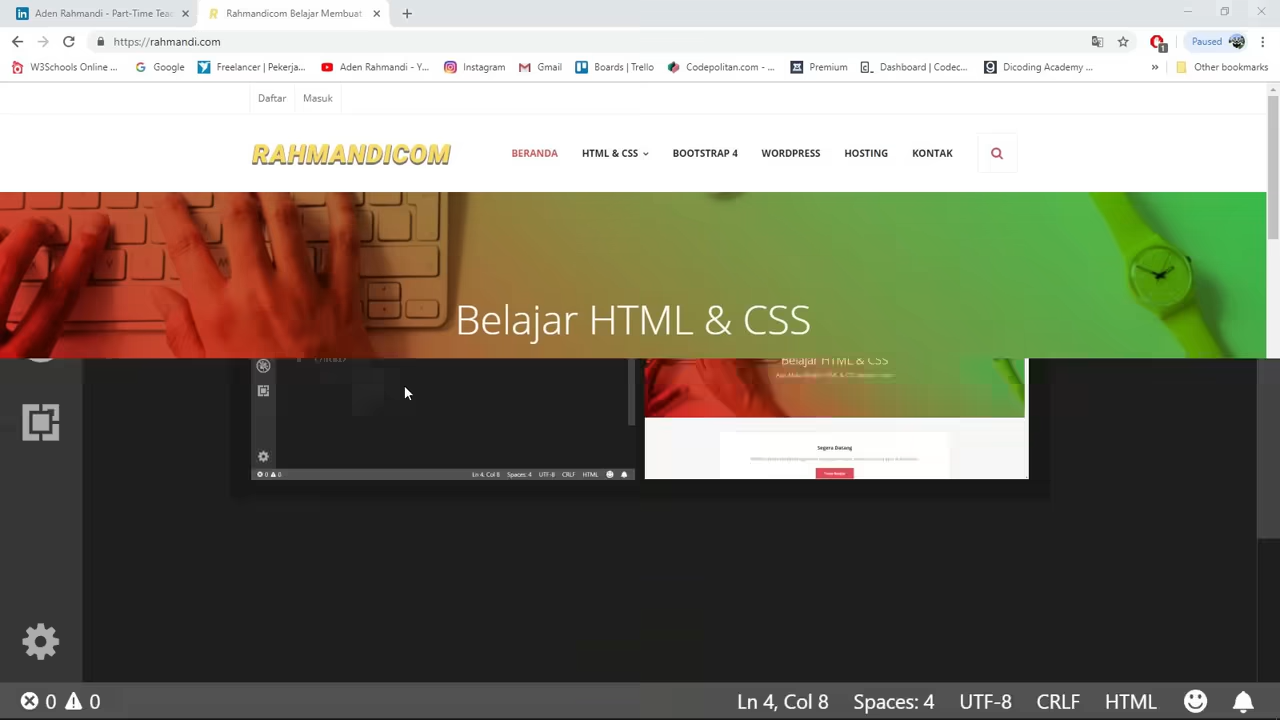 Aden Rahmandi - Part-Time Tea
Rahmandicom Belajar Membuat
https://rahmandi.com
Paused
1
W3Schools Online ...
Google
Freelancer | Pekerja...
Aden Rahmandi - Y...
Instagram
Gmail
Boards | Trello
Codepolitan.com - ...
Premium
Dashboard | Codec...
Dicoding Academy ...
Other bookmarks
Daftar
Masuk
RAHMANDICOM
BERANDA
HTML & CSS
BOOTSTRAP 4
WORDPRESS
HOSTING
KONTAK
Belajar HTML & CSS
Belajar HTML & CSS
Segera Datang
Ln 4, Col 8 Spaces: 4 UTF-8 CRLF HTML
0 0 Ln 4, Col 8 Spaces: 4 UTF-8 CRLF HTML